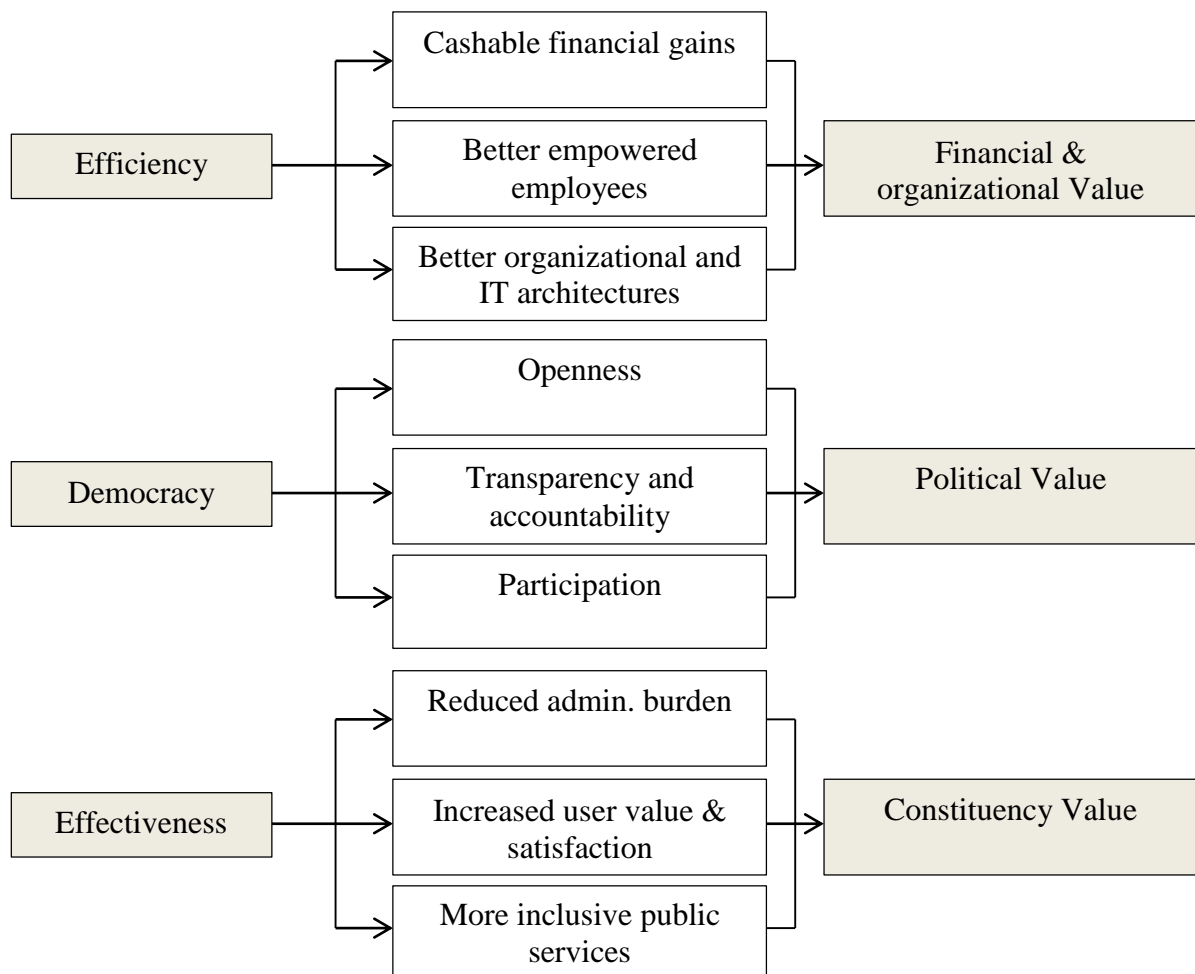 Cashable financial gains
Efficiency
Better empowered
employees
Financial &
organizational Value
Better organizational and
IT architectures
Openness
Democracy
Transparency and
accountability
Political Value
Participation
Reduced admin. burden
Effectiveness
Increased user value &
satisfaction
Constituency Value
More inclusive public
services